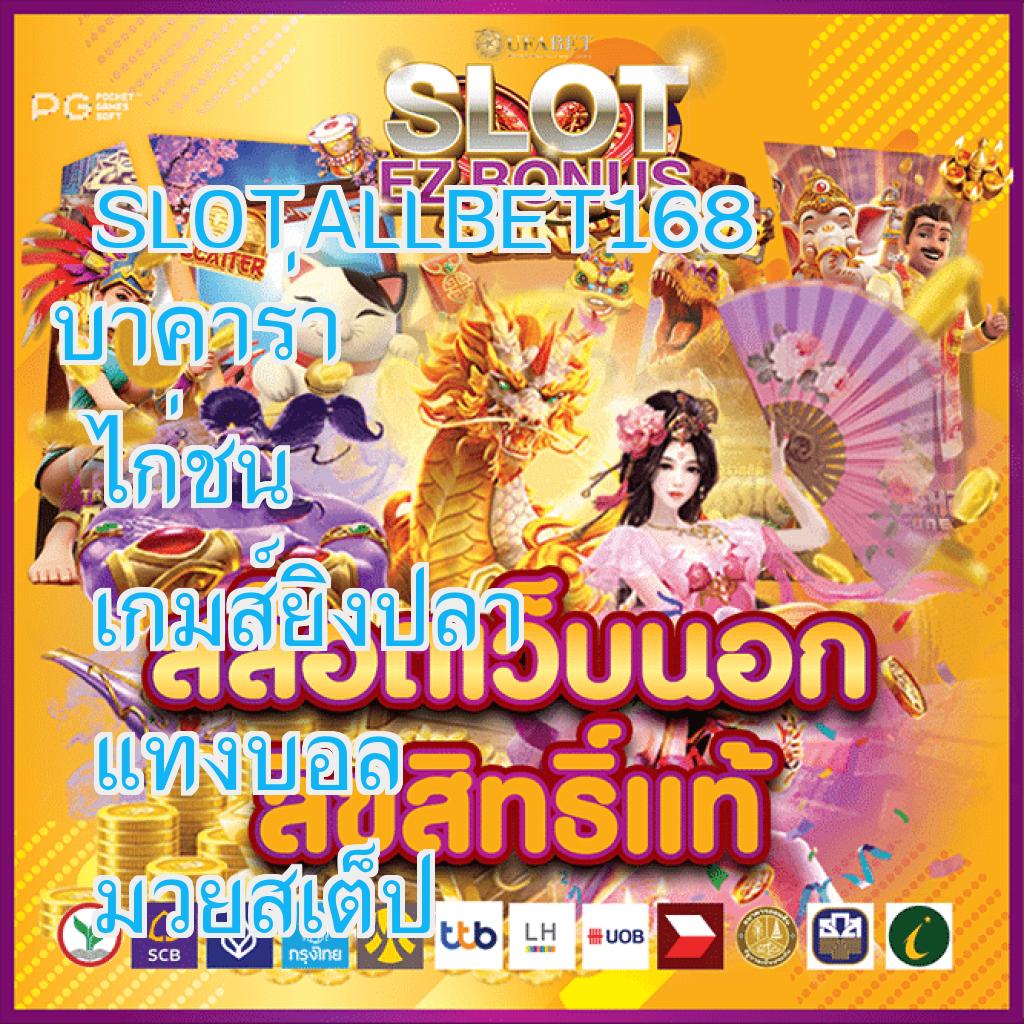 UFABET
SLOT
EZ BONUS
PG POCKET GAMES SOFT
SLOTALLBET168
บาคาร่า
ไก่ชน
เกมส์ยิงปลา
สล็อตเว็บนอก
แทงบอล
ลิขสิทธิ์แท้
มวยสเต็ป
SCB
กรุงไทย
ttb
LH
UOB